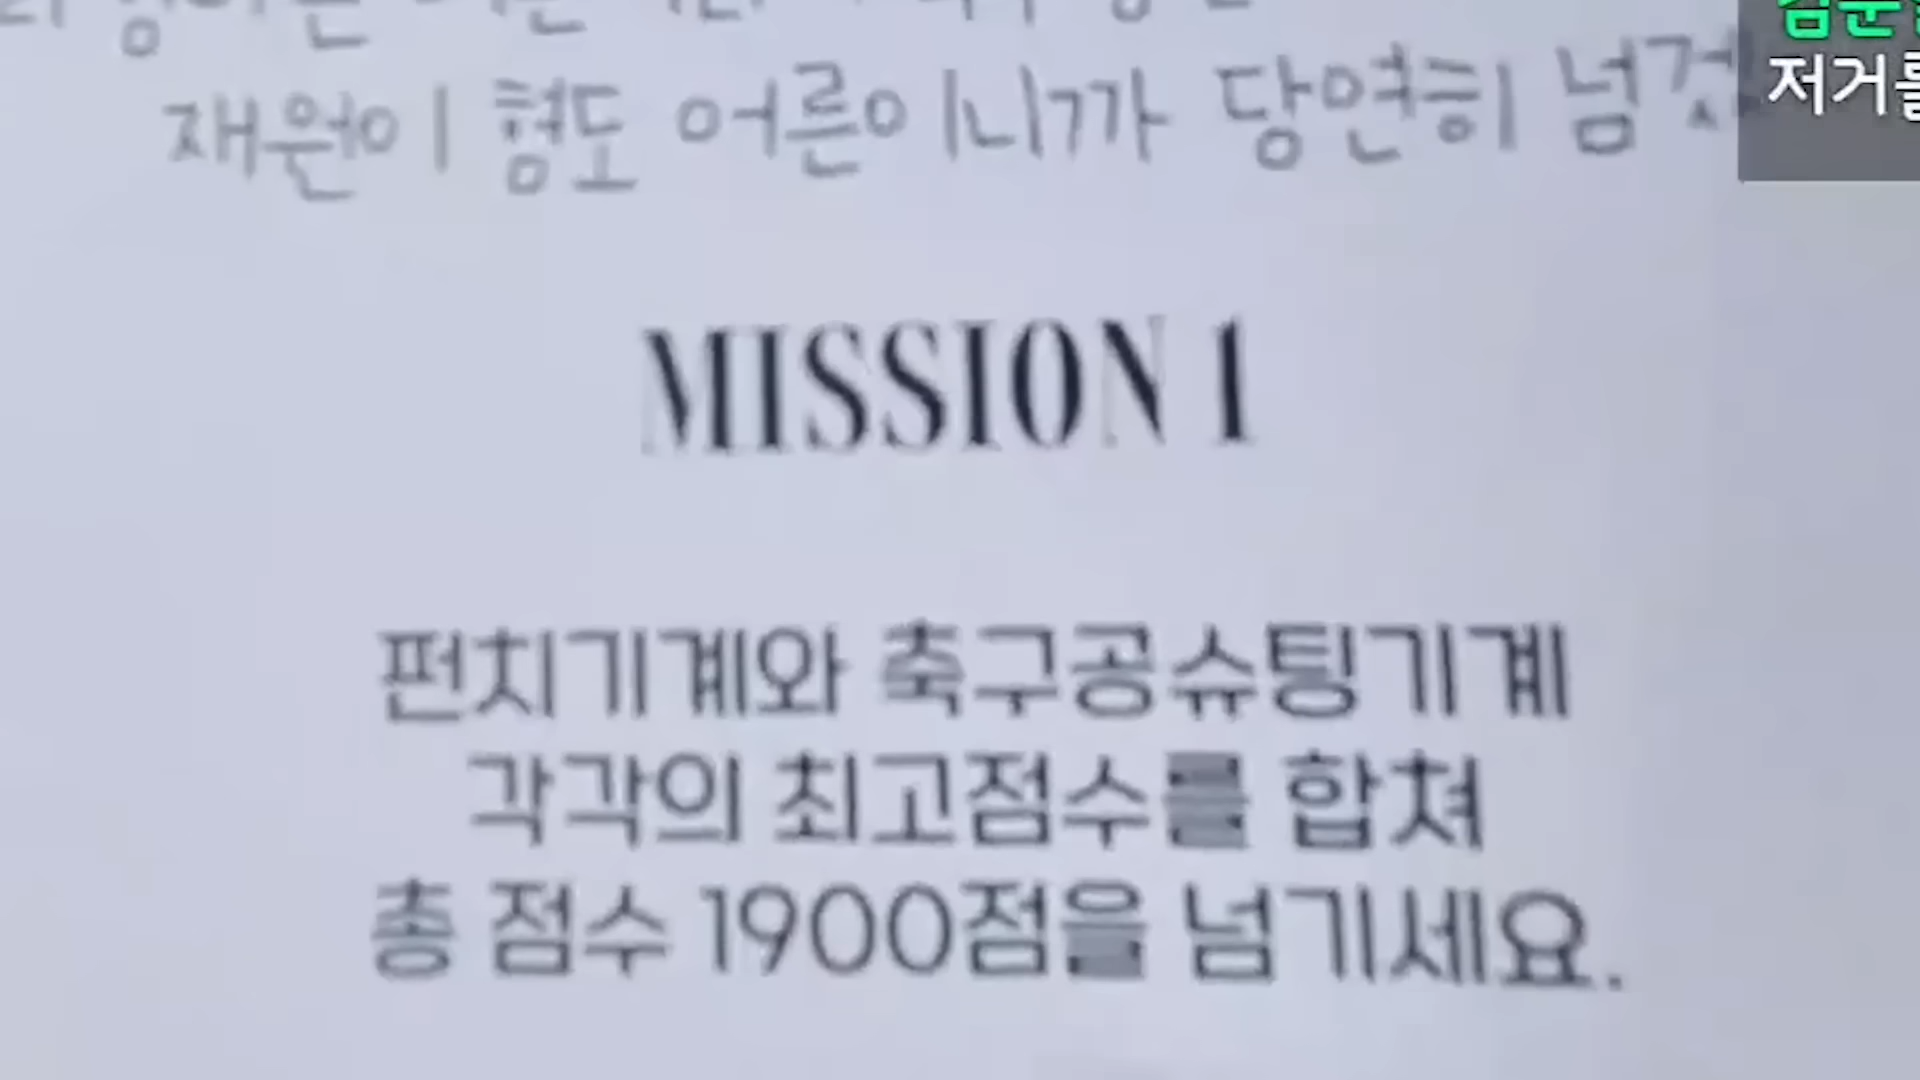 재원이 형도 어른이니까 당연히
저거를
MISSION 1
펀치기계와 축구공슈팅기계
각각의 최고점수를 합쳐
총 점수 1900점을 넘기세요.